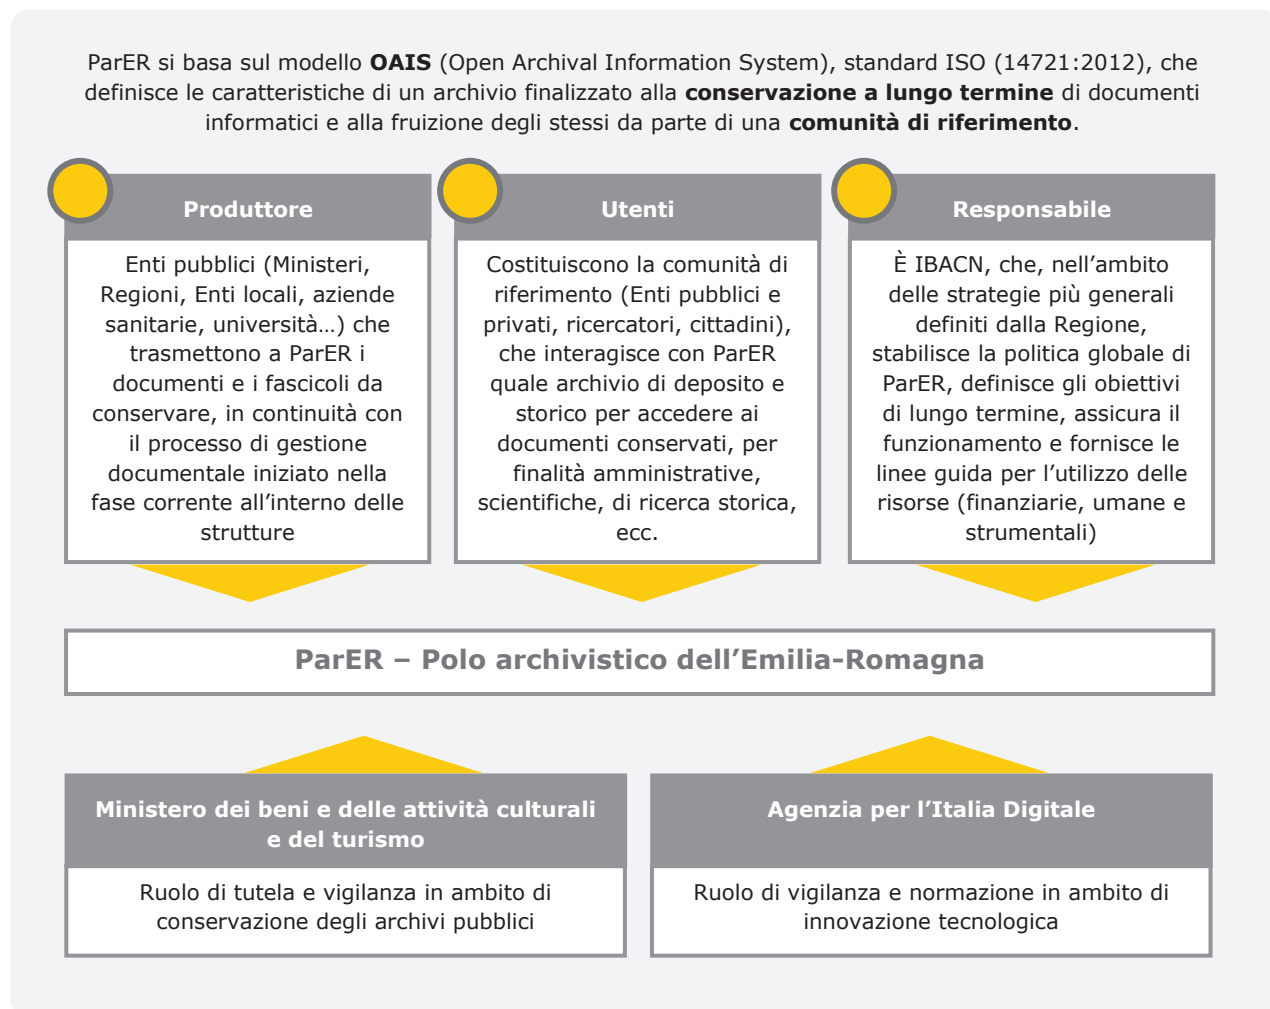 ParER si basa sul modello OAIS (Open Archival Information System), standard ISO (14721:2012), che
definisce le caratteristiche di un archivio finalizzato alla conservazione a lungo termine di documenti
informatici e alla fruizione degli stessi da parte di una comunità di riferimento.
Produttore
Enti pubblici (Ministeri,
Regioni, Enti locali, aziende
sanitarie, università…) che
trasmettono a ParER i
documenti e i fascicoli da
conservare, in continuità con
il processo di gestione
documentale iniziato nella
fase corrente all’interno delle
strutture
Utenti
Costituiscono la comunità di
riferimento (Enti pubblici e
privati, ricercatori, cittadini),
che interagisce con ParER
quale archivio di deposito e
storico per accedere ai
documenti conservati, per
finalità amministrative,
scientifiche, di ricerca storica,
ecc.
Responsabile
È IBACN, che, nell’ambito
delle strategie più generali
definiti dalla Regione,
stabilisce la politica globale di
ParER, definisce gli obiettivi
di lungo termine, assicura il
funzionamento e fornisce le
linee guida per l’utilizzo delle
risorse (finanziarie, umane e
strumentali)
ParER – Polo archivistico dell’Emilia-Romagna
Ministero dei beni e delle attività culturali
e del turismo
Ruolo di tutela e vigilanza in ambito di
conservazione degli archivi pubblici
Agenzia per l’Italia Digitale
Ruolo di vigilanza e normazione in ambito di
innovazione tecnologica